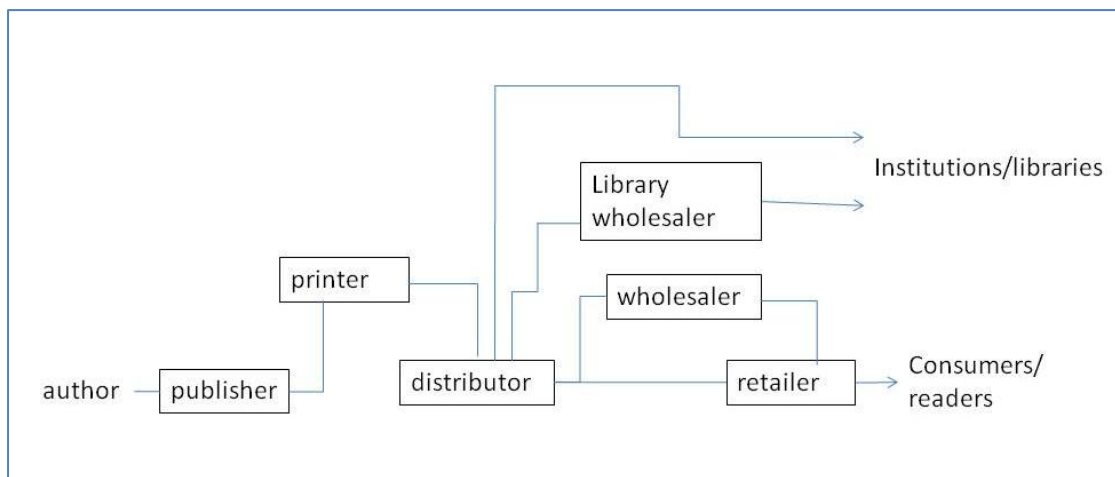 Institutions/libraries
Library
wholesaler
printer
wholesaler
author
publisher
distributor
retailer
Consumers/
readers